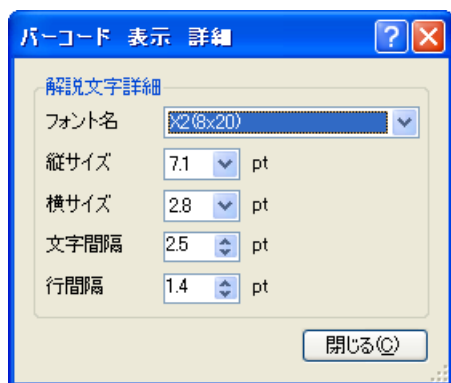 バーコード 表示 詳細
解説文字詳細
フォント名 X2(8x20)
縦サイズ 7.1 pt
横サイズ 2.8 pt
文字間隔 2.5 pt
行間隔 1.4 pt
閉じる(C)